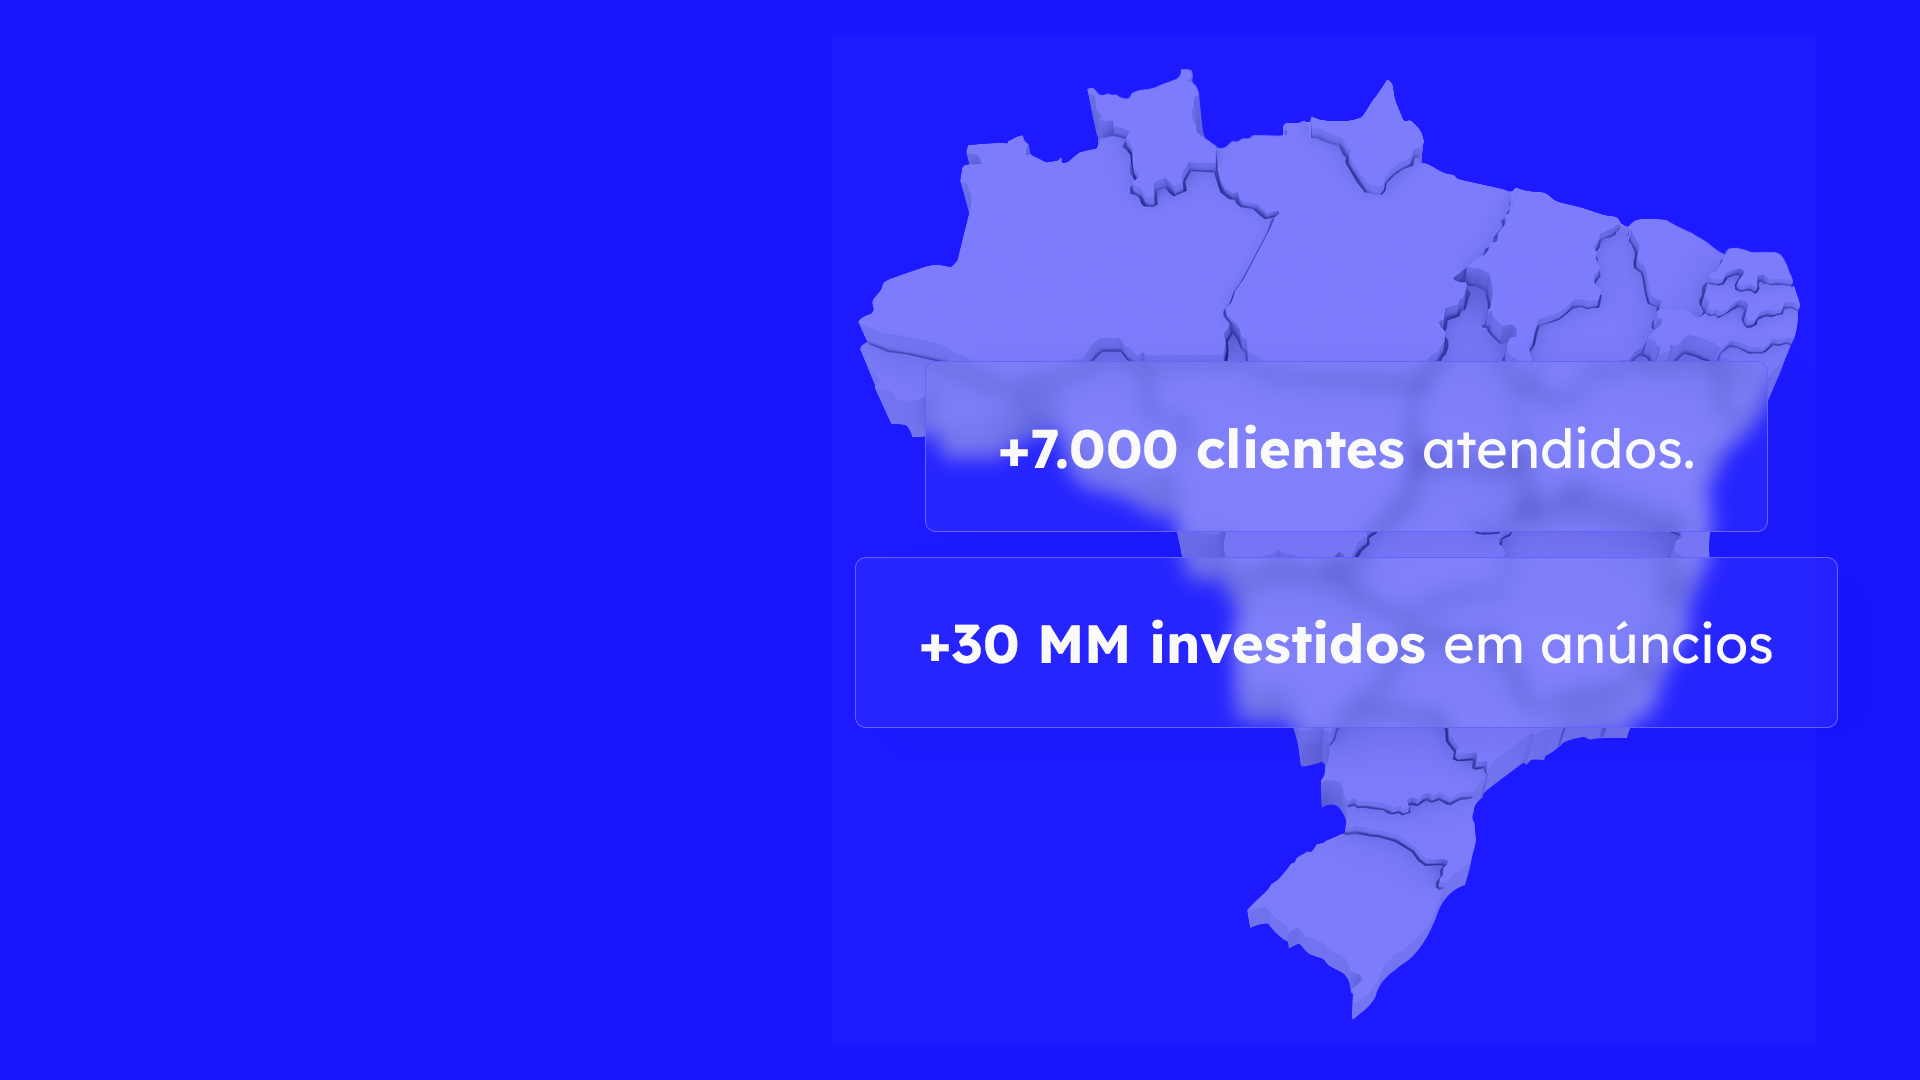 +7.000 clientes atendidos.
+30 MM investidos em anúncios